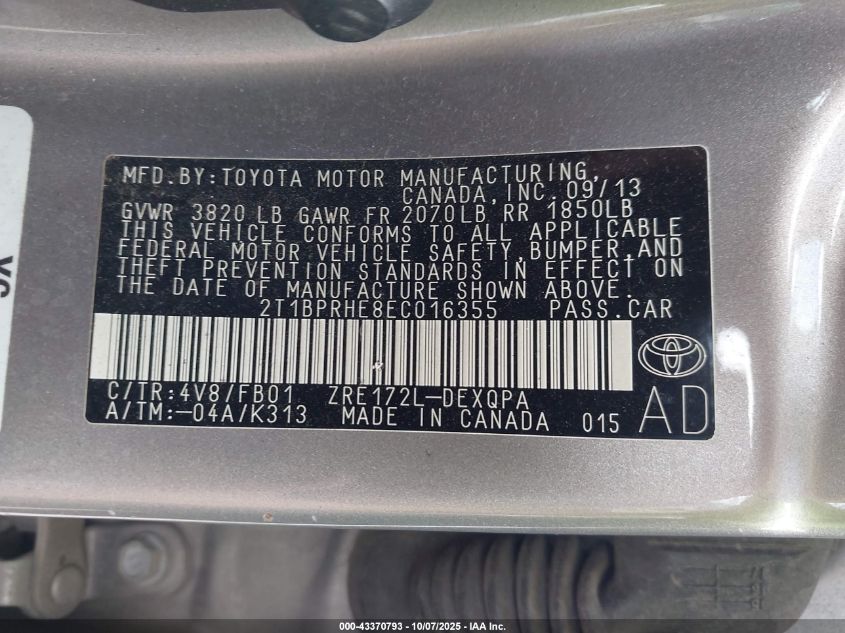 MFD.BY:TOYOTA MOTOR MANUFACTURING,
CANADA,INC. 09/13
GVWR 3820 LB GAWR FR 2070LB RR 1850LB
THIS VEHICLE CONFORMS TO ALL APPLICABLE
FEDERAL MOTOR VEHICLE SAFETY,BUMPER,AND
THEFT PREVENTION STANDARDS IN EFFECT ON
THE DATE OF MANUFACTURE SHOWN ABOVE.
2T1BPRHE8EC016355 PASS.CAR
C/TR:4V8/FB01 ZRE172L-DEXQPA
A/TM:-04A/K313 MADE IN CANADA 015 AD
000-43370793 - 10/07/2025 - IAA Inc.